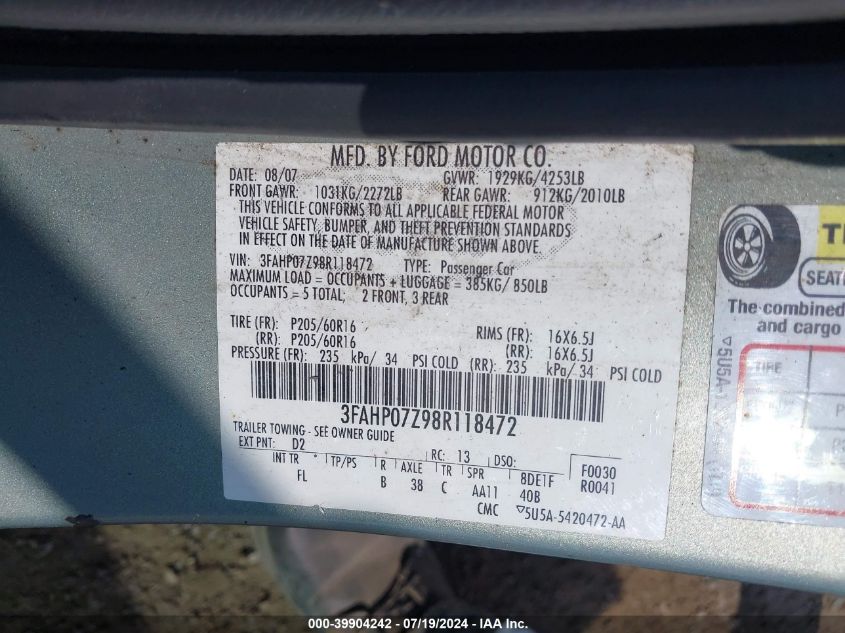 MFD. BY FORD MOTOR CO.
DATE: 08/07 GVWR: 1929KG/4253LB
FRONT GAWR: 1031KG/2272LB REAR GAWR: 912KG/2010LB
THIS VEHICLE CONFORMS TO ALL APPLICABLE FEDERAL MOTOR
VEHICLE SAFETY, BUMPER, AND THEFT PREVENTION STANDARDS
IN EFFECT ON THE DATE OF MANUFACTURE SHOWN ABOVE.
VIN: 3FAHP07Z98R118472 TYPE: Passenger Car
MAXIMUM LOAD = OCCUPANTS + LUGGAGE = 385KG/ 850LB
OCCUPANTS = 5 TOTAL; 2 FRONT, 3 REAR
TIRE (FR): P205/60R16 RIMS (FR): 16X6.5J
(RR): P205/60R16 (RR): 16X6.5J
PRESSURE (FR): 235 kPa/ 34 PSI COLD (RR): 235 kPa/ 34 PSI COLD
3FAHP07Z98R118472
TRAILER TOWING - SEE OWNER GUIDE
EXT PNT: D2 RC: 13 DSO: F0030
INT TR TP/PS R AXLE TR SPR 8DE1F R0041
FL B 38 C AA11 40B
CMC ▽5U5A-5420472-AA
SEAT
The combined
and cargo
TIRE
▽5U5A-1
000-39904242 - 07/19/2024 - IAA Inc.